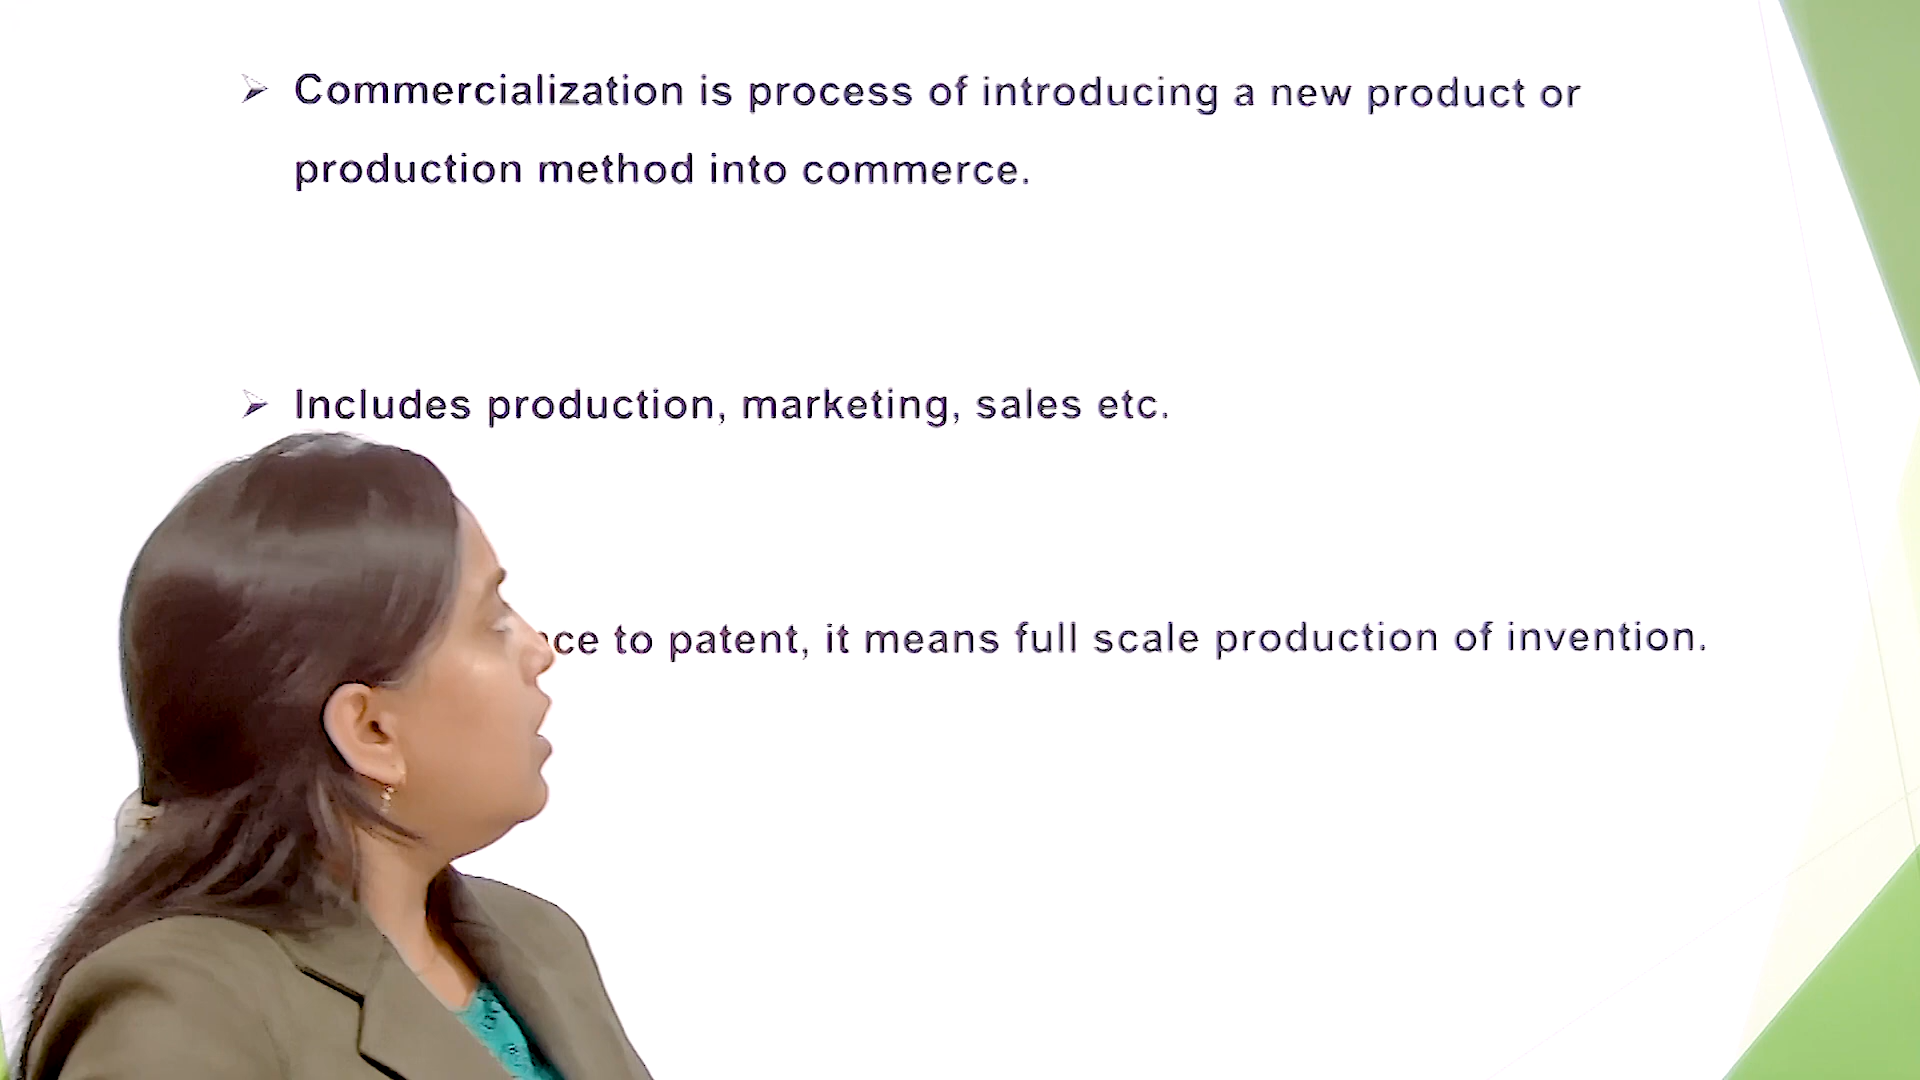 Commercialization is process of introducing a new product or
production method into commerce.
Includes production, marketing, sales etc.
to patent, it means full scale production of invention.